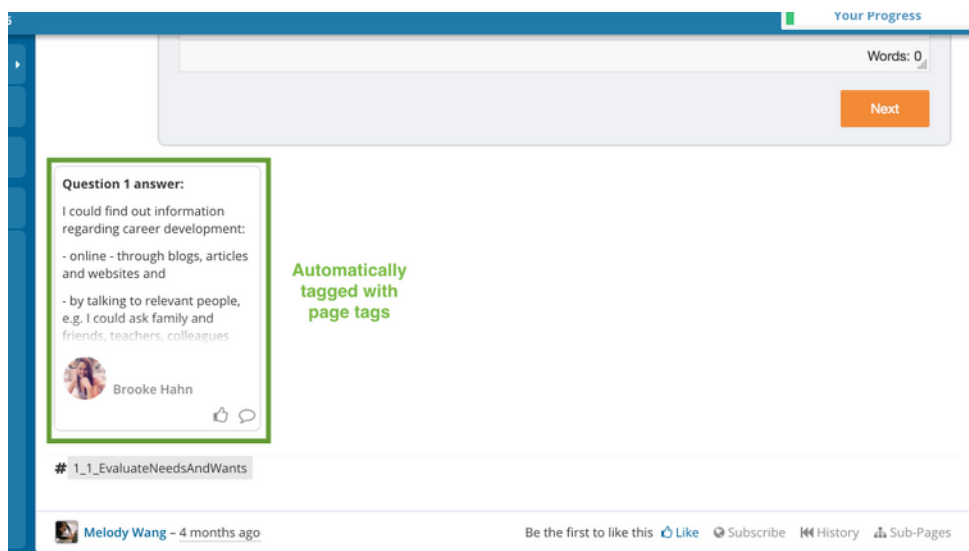 Your Progress
Words: 0
Next
Question 1 answer:
I could find out information
regarding career development:
- online - through blogs, articles
and websites and
- by talking to relevant people,
e.g. I could ask family and
friends, teachers, colleagues
Automatically
tagged with
page tags
Brooke Hahn
# 1_1_EvaluateNeedsAndWants
Melody Wang – 4 months ago
Be the first to like this Like Subscribe History Sub-Pages